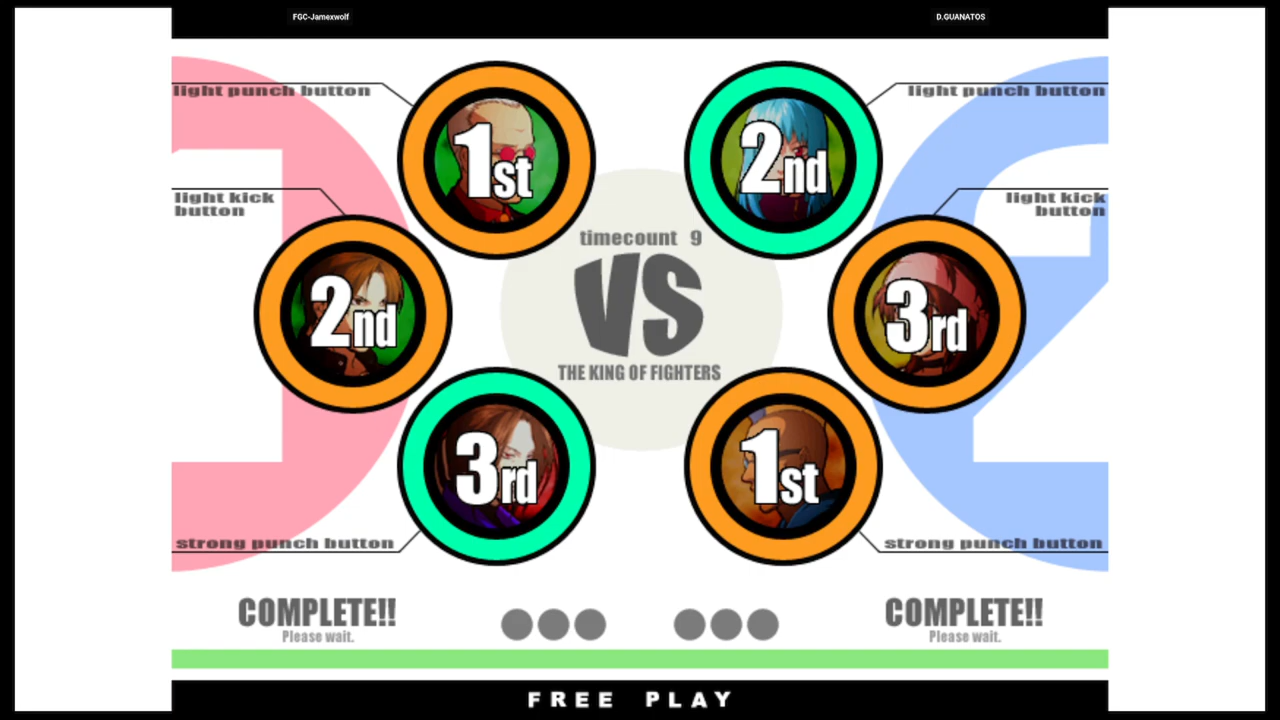 FGC-Jamexwolf
D.GUANATOS
light punch button
light punch button
1st
2nd
light kick
button
light kick
button
timecount 9
VS
THE KING OF FIGHTERS
2nd
3rd
3rd
1st
strong punch button
strong punch button
COMPLETE!!
Please wait.
COMPLETE!!
Please wait.
FREE PLAY